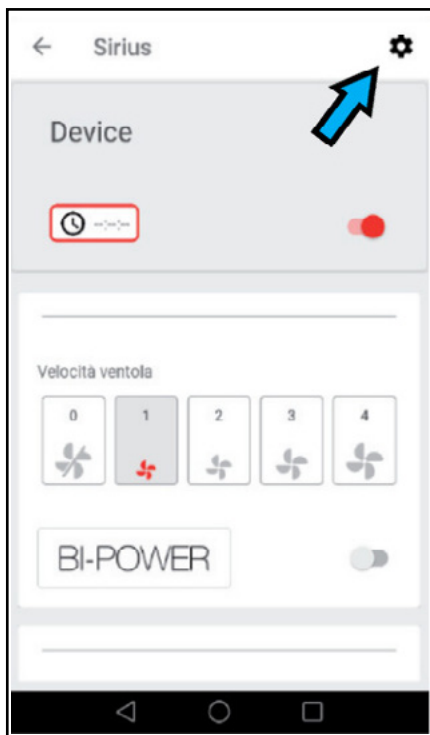 Sirius
Device
--:--:--
Velocità ventola
0 1 2 3 4
BI-POWER